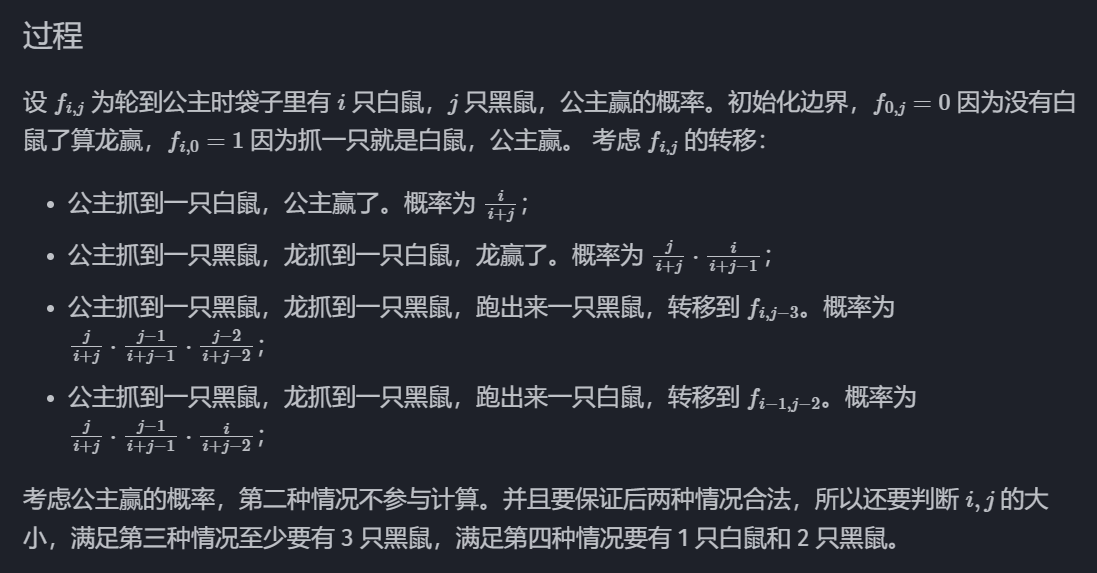 过程
设 f_{i,j} 为轮到公主时袋子里有 i 只白鼠，j 只黑鼠，公主赢的概率。初始化边界，f_{0,j} = 0 因为没有白
鼠了算龙赢，f_{i,0} = 1 因为抓一只就是白鼠，公主赢。 考虑 f_{i,j} 的转移：
• 公主抓到一只白鼠，公主赢了。概率为 \frac{i}{i+j}；
• 公主抓到一只黑鼠，龙抓到一只白鼠，龙赢了。概率为 \frac{j}{i+j} · \frac{i}{i+j-1}；
• 公主抓到一只黑鼠，龙抓到一只黑鼠，跑出来一只黑鼠，转移到 f_{i,j-3}。概率为
\frac{j}{i+j} · \frac{j-1}{i+j-1} · \frac{j-2}{i+j-2}；
• 公主抓到一只黑鼠，龙抓到一只黑鼠，跑出来一只白鼠，转移到 f_{i-1,j-2}。概率为
\frac{j}{i+j} · \frac{j-1}{i+j-1} · \frac{i}{i+j-2}；
考虑公主赢的概率，第二种情况不参与计算。并且要保证后两种情况合法，所以还要判断 i, j 的大
小，满足第三种情况至少要有 3 只黑鼠，满足第四种情况要有 1 只白鼠和 2 只黑鼠。